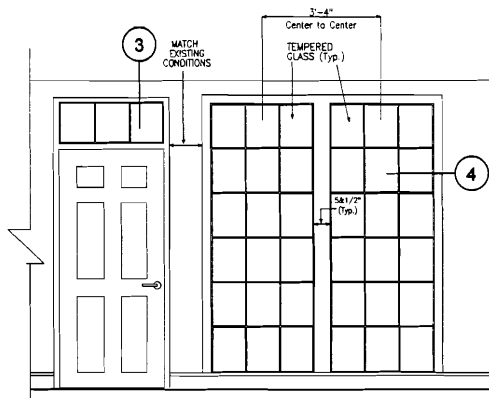 3'-4"
Center to Center
3
MATCH
EXISTING
CONDITIONS
TEMPERED
GLASS (Typ.)
4
5&1/2"
(Typ.)